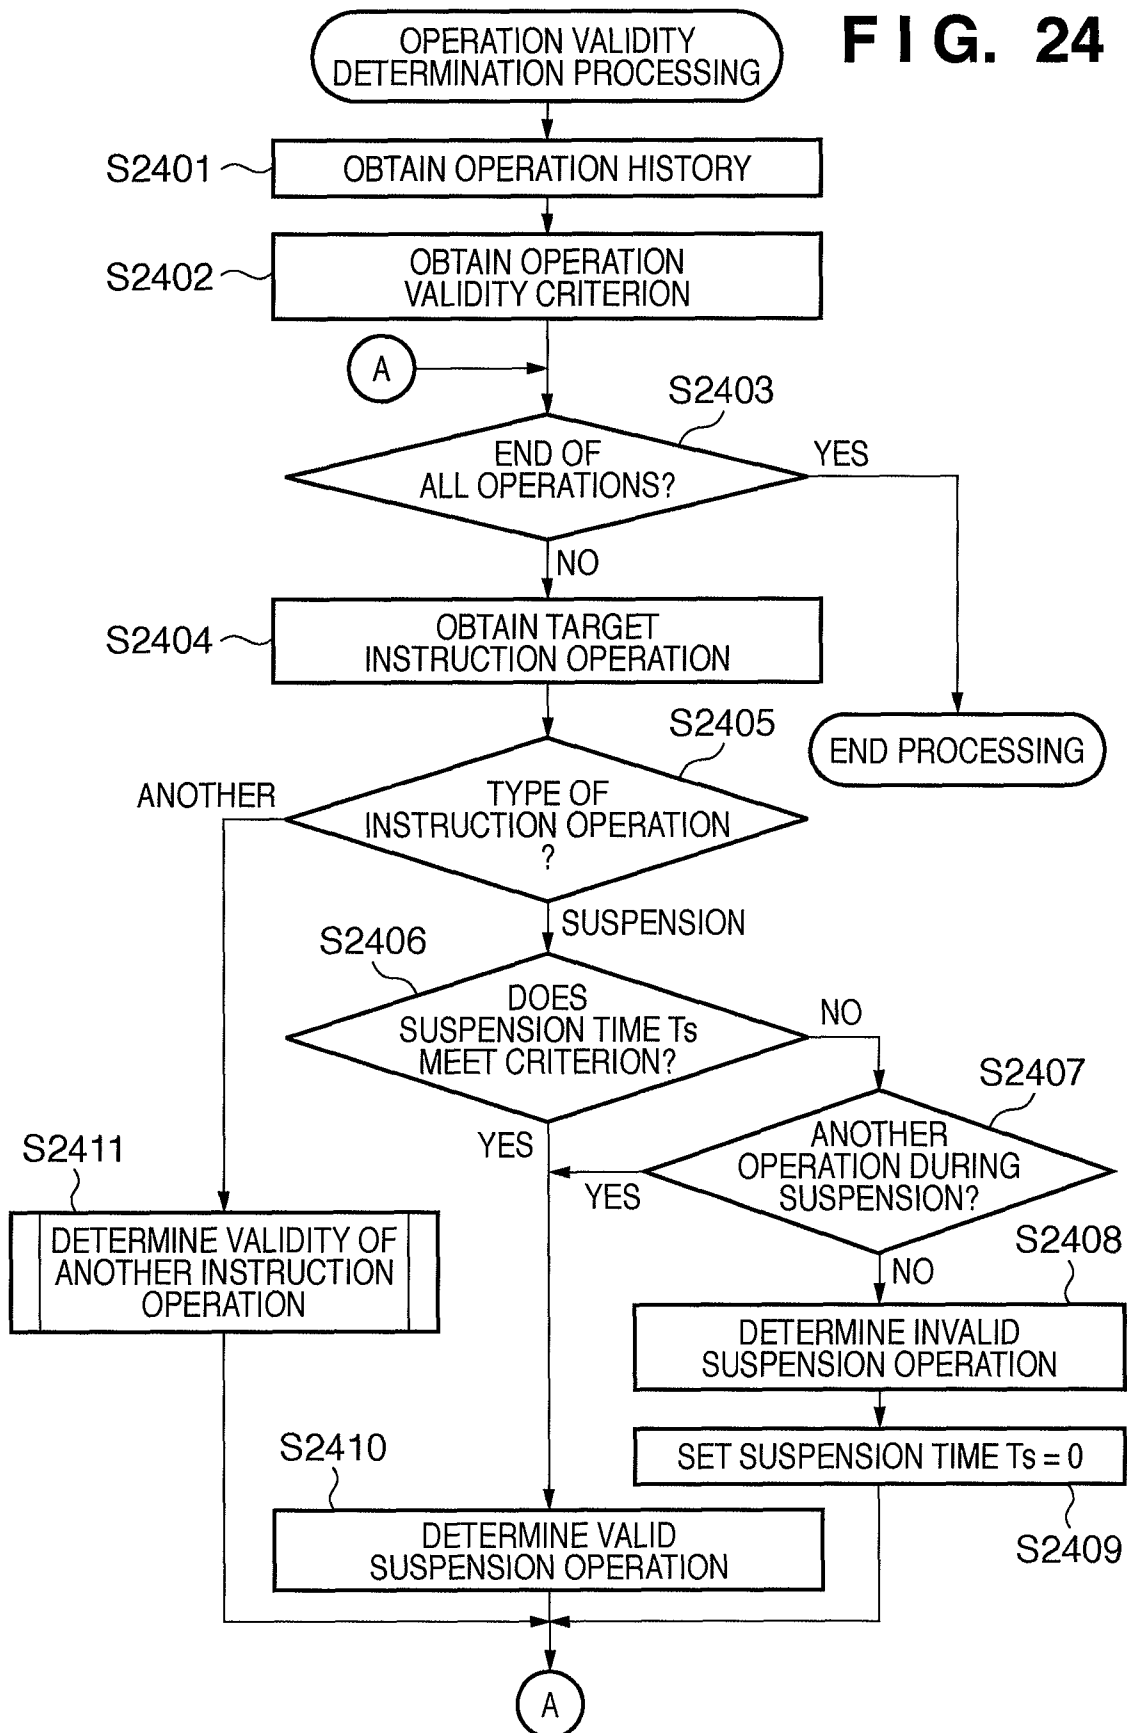 FIG. 24
OPERATION VALIDITY
DETERMINATION PROCESSING
S2401
OBTAIN OPERATION HISTORY
S2402
OBTAIN OPERATION
VALIDITY CRITERION
A
S2403
END OF
ALL OPERATIONS?
YES
NO
S2404
OBTAIN TARGET
INSTRUCTION OPERATION
END PROCESSING
S2405
TYPE OF
INSTRUCTION OPERATION
?
ANOTHER
SUSPENSION
S2406
DOES
SUSPENSION TIME Ts
MEET CRITERION?
NO
YES
S2407
ANOTHER
OPERATION DURING
SUSPENSION?
YES
NO
S2411
DETERMINE VALIDITY OF
ANOTHER INSTRUCTION
OPERATION
S2408
DETERMINE INVALID
SUSPENSION OPERATION
SET SUSPENSION TIME Ts = 0
S2409
S2410
DETERMINE VALID
SUSPENSION OPERATION
A